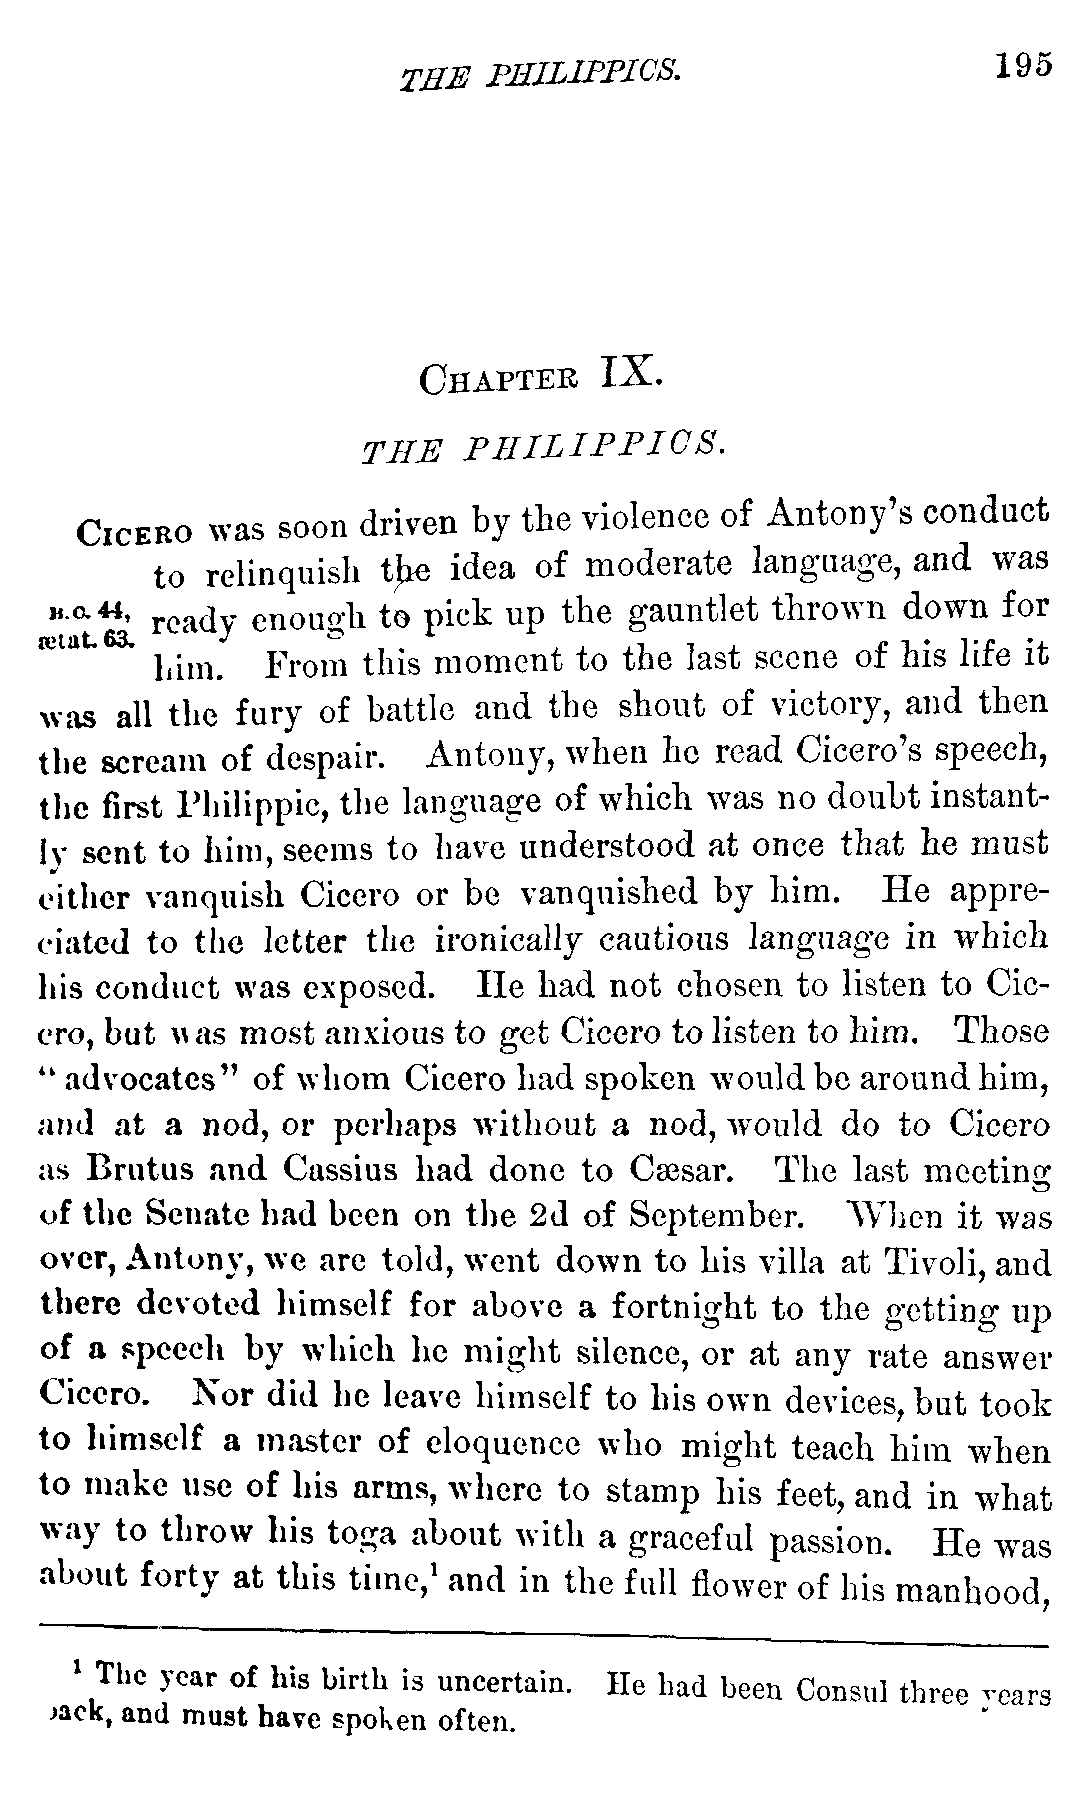 THE PHILIPPICS.
195
CHAPTER IX.
THE PHILIPPICS.
CICERO was soon driven by the violence of Antony's conduct
to relinquish the idea of moderate language, and was
B.C. 44,
ætat. 63.
ready enough to pick up the gauntlet thrown down for
him. From this moment to the last scene of his life it
was all the fury of battle and the shout of victory, and then
the scream of despair. Antony, when he read Cicero's speech,
the first Philippic, the language of which was no doubt instant-
ly sent to him, seems to have understood at once that he must
either vanquish Cicero or be vanquished by him. He appre-
ciated to the letter the ironically cautious language in which
his conduct was exposed. He had not chosen to listen to Cic-
ero, but was most anxious to get Cicero to listen to him. Those
"advocates" of whom Cicero had spoken would be around him,
and at a nod, or perhaps without a nod, would do to Cicero
as Brutus and Cassius had done to Cæsar. The last meeting
of the Senate had been on the 2d of September. When it was
over, Antony, we are told, went down to his villa at Tivoli, and
there devoted himself for above a fortnight to the getting up
of a speech by which he might silence, or at any rate answer
Cicero. Nor did he leave himself to his own devices, but took
to himself a master of eloquence who might teach him when
to make use of his arms, where to stamp his feet, and in what
way to throw his toga about with a graceful passion. He was
about forty at this time,¹ and in the full flower of his manhood,
¹ The year of his birth is uncertain. He had been Consul three years
back, and must have spoken often.